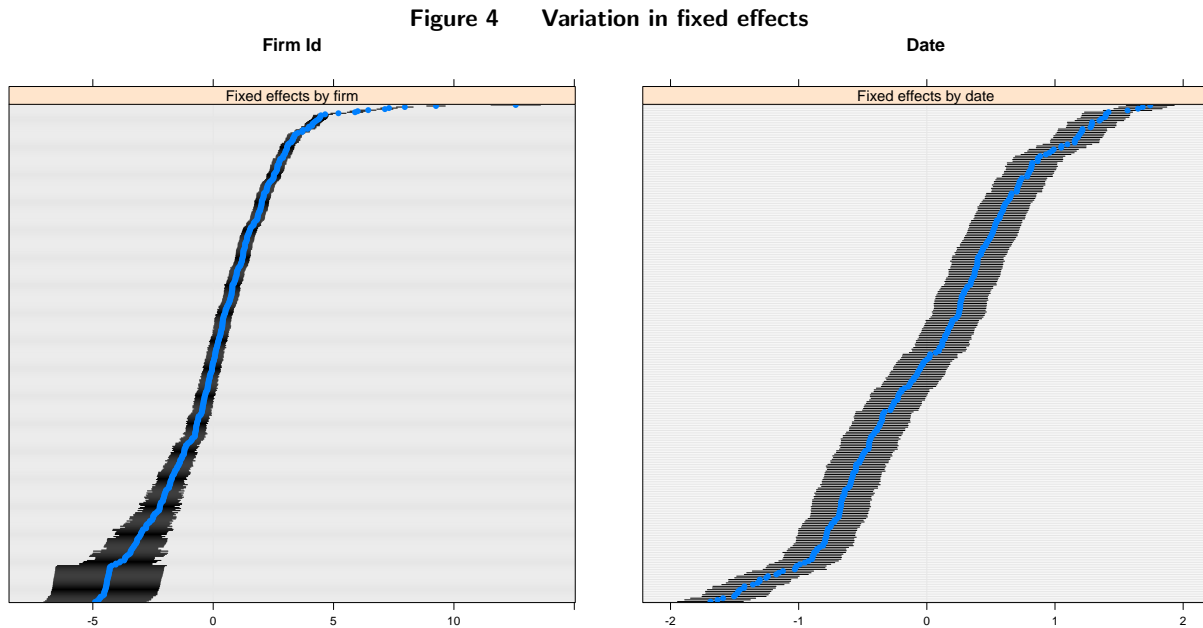 Figure 4 Variation in fixed effects
Firm Id
Fixed effects by firm
-5 0 5 10
Date
Fixed effects by date
-2 -1 0 1 2